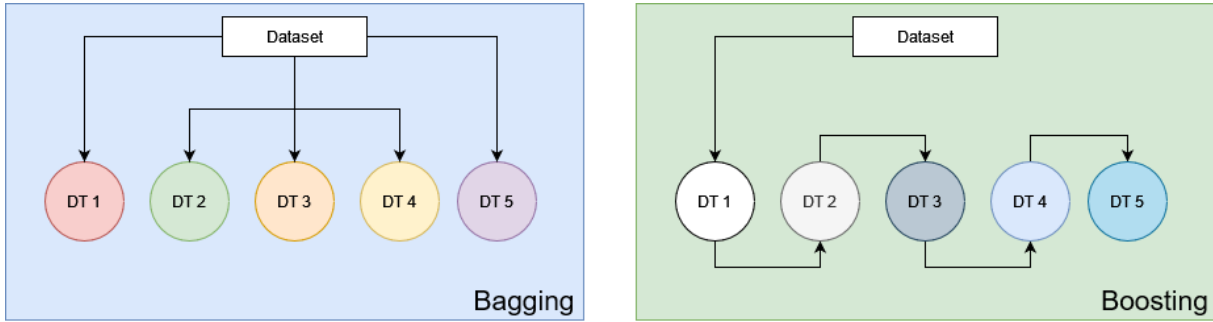 Dataset
DT 1
DT 2
DT 3
DT 4
DT 5
Bagging
Dataset
DT 1
DT 2
DT 3
DT 4
DT 5
Boosting